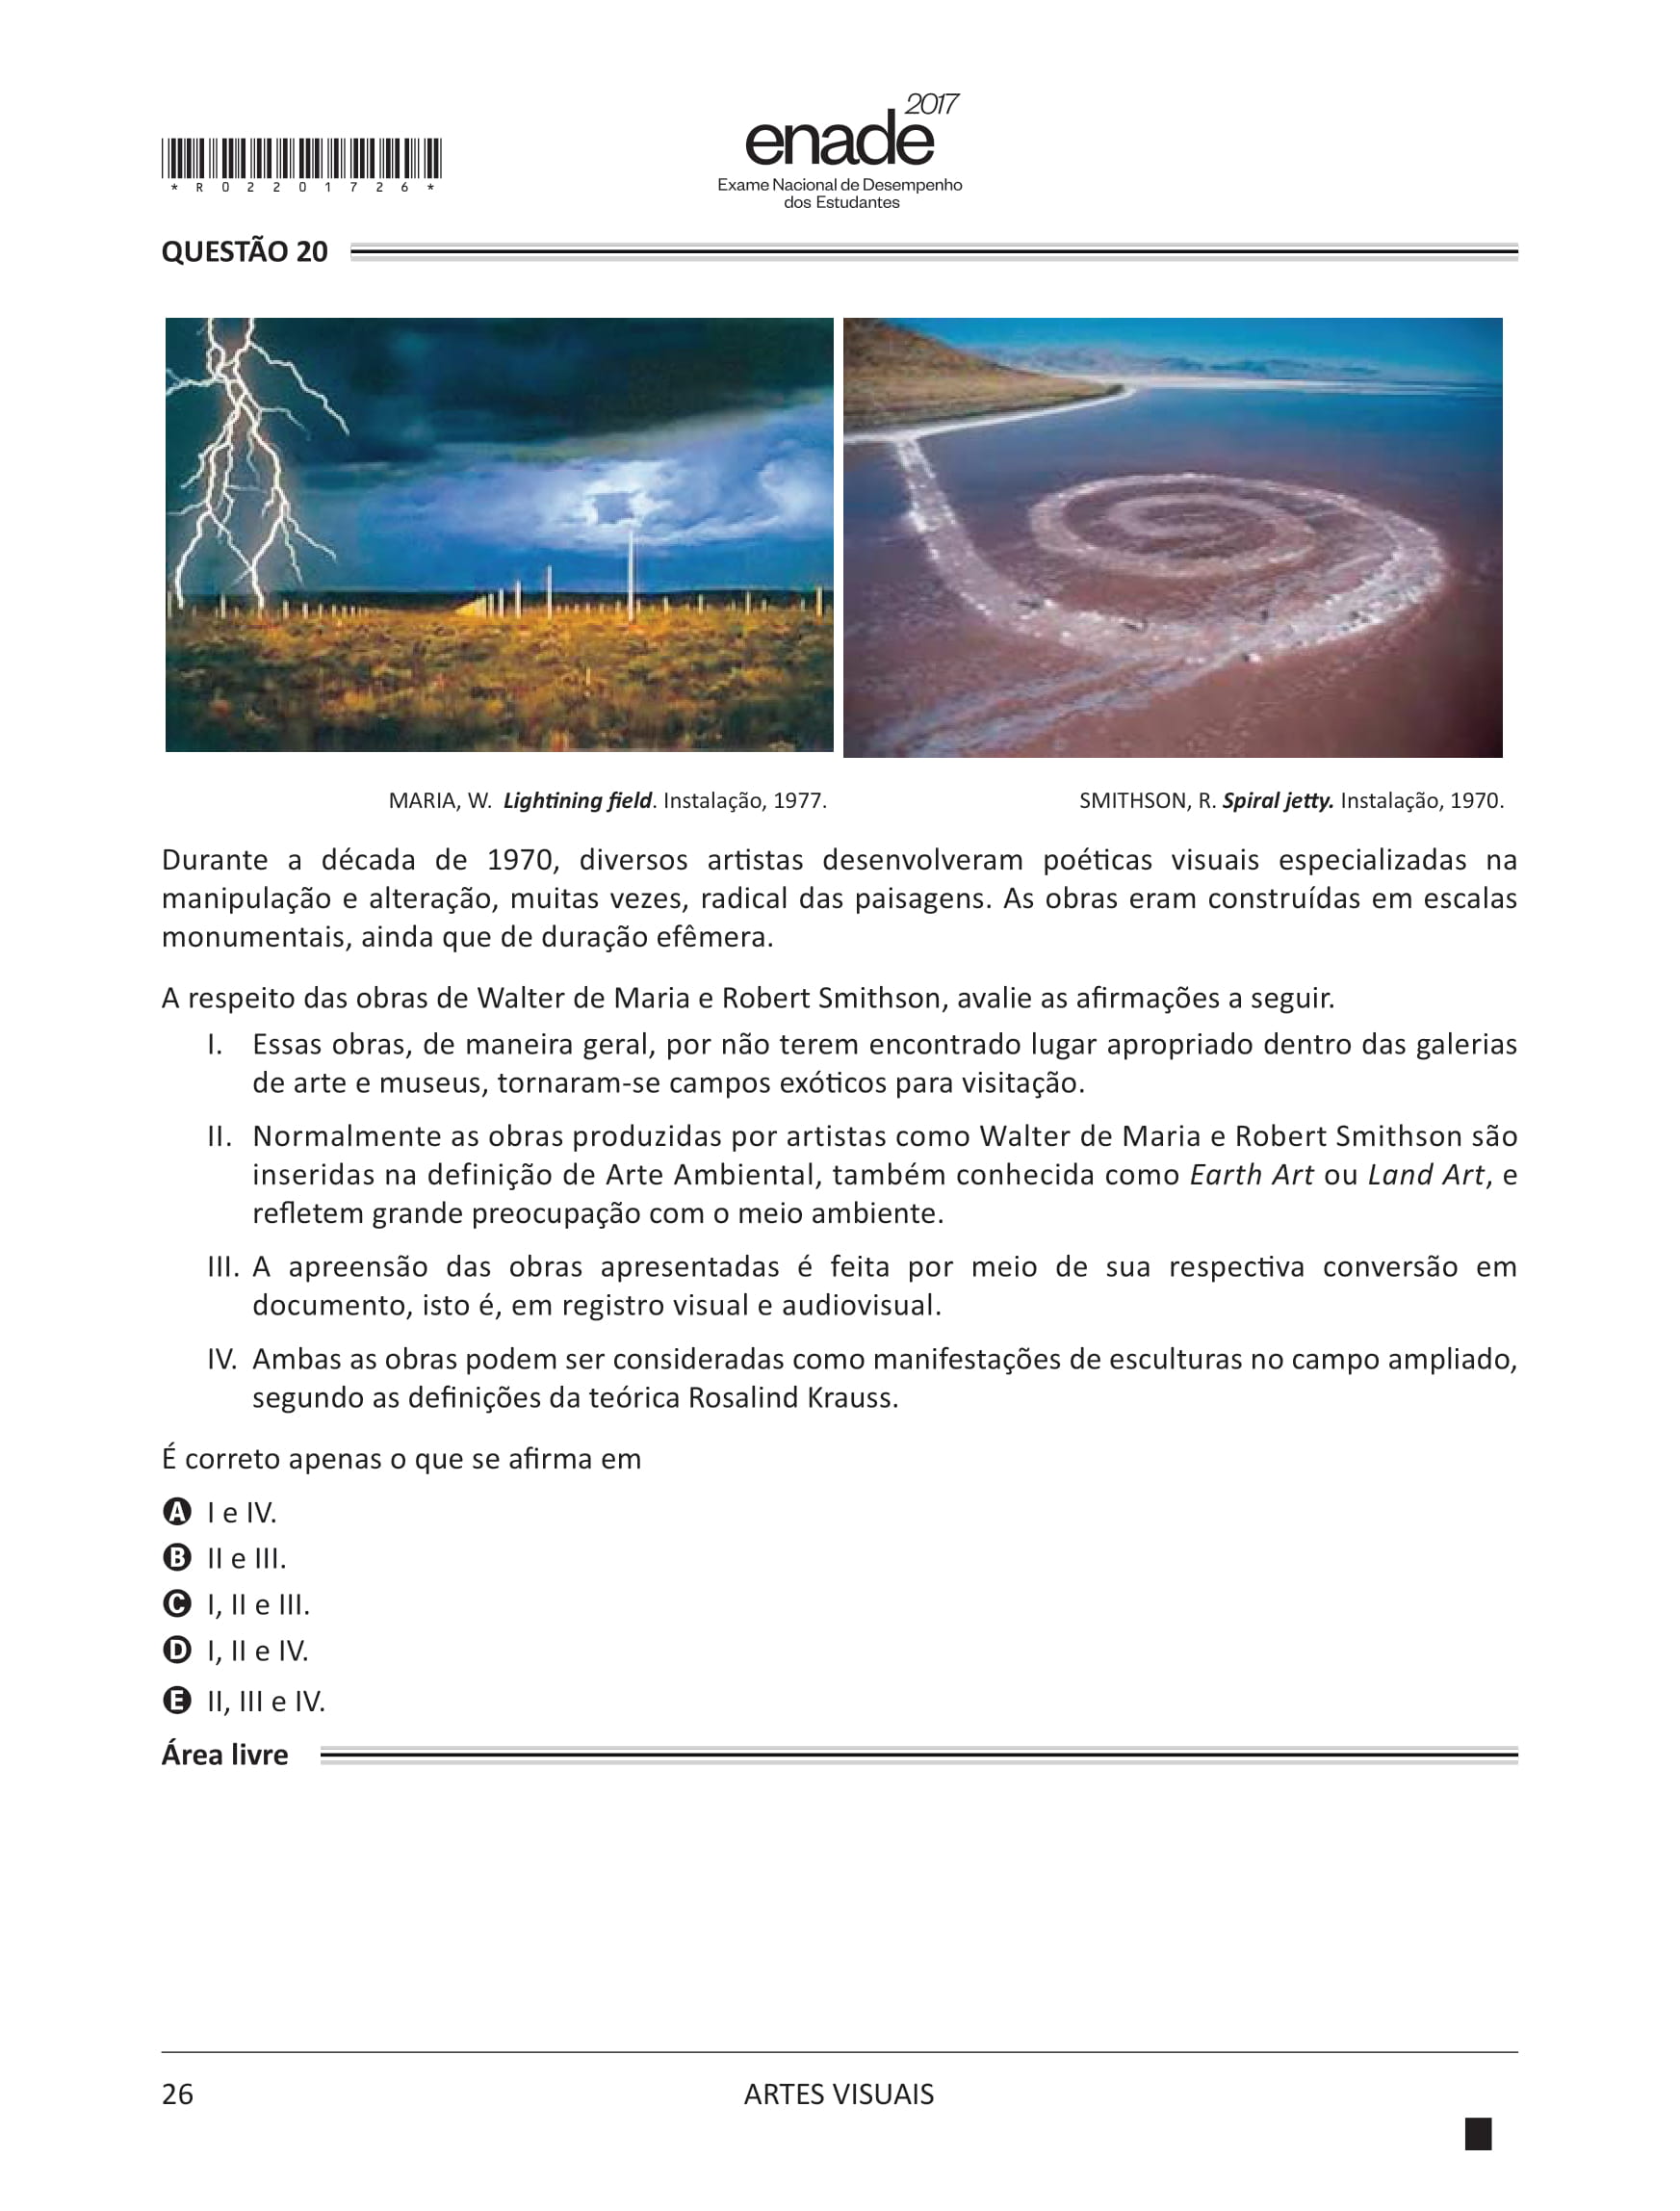 * R 0 2 2 0 1 7 2 6 *
2017
enade
Exame Nacional de Desempenho
dos Estudantes
QUESTÃO 20
MARIA, W. Lightining field. Instalação, 1977.
SMITHSON, R. Spiral jetty. Instalação, 1970.
Durante a década de 1970, diversos artistas desenvolveram poéticas visuais especializadas na
manipulação e alteração, muitas vezes, radical das paisagens. As obras eram construídas em escalas
monumentais, ainda que de duração efêmera.
A respeito das obras de Walter de Maria e Robert Smithson, avalie as afirmações a seguir.
I. Essas obras, de maneira geral, por não terem encontrado lugar apropriado dentro das galerias
de arte e museus, tornaram-se campos exóticos para visitação.
II. Normalmente as obras produzidas por artistas como Walter de Maria e Robert Smithson são
inseridas na definição de Arte Ambiental, também conhecida como Earth Art ou Land Art, e
refletem grande preocupação com o meio ambiente.
III. A apreensão das obras apresentadas é feita por meio de sua respectiva conversão em
documento, isto é, em registro visual e audiovisual.
IV. Ambas as obras podem ser consideradas como manifestações de esculturas no campo ampliado,
segundo as definições da teórica Rosalind Krauss.
É correto apenas o que se afirma em
A I e IV.
B II e III.
C I, II e III.
D I, II e IV.
E II, III e IV.
Área livre
26
ARTES VISUAIS